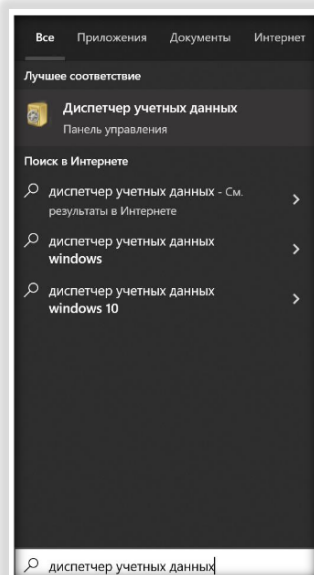 Все Приложения Документы Интернет
Лучшее соответствие
Диспетчер учетных данных
Панель управления
Поиск в Интернете
диспетчер учетных данных - См.
результаты в Интернете
диспетчер учетных данных
windows
диспетчер учетных данных
windows 10
диспетчер учетных данных